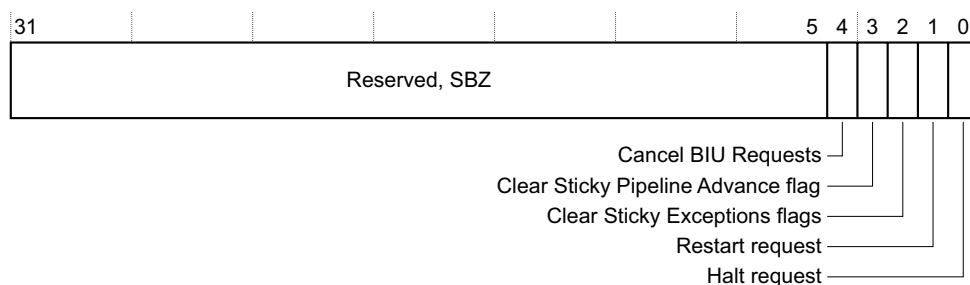 31 5 4 3 2 1 0
Reserved, SBZ
Cancel BIU Requests
Clear Sticky Pipeline Advance flag
Clear Sticky Exceptions flags
Restart request
Halt request